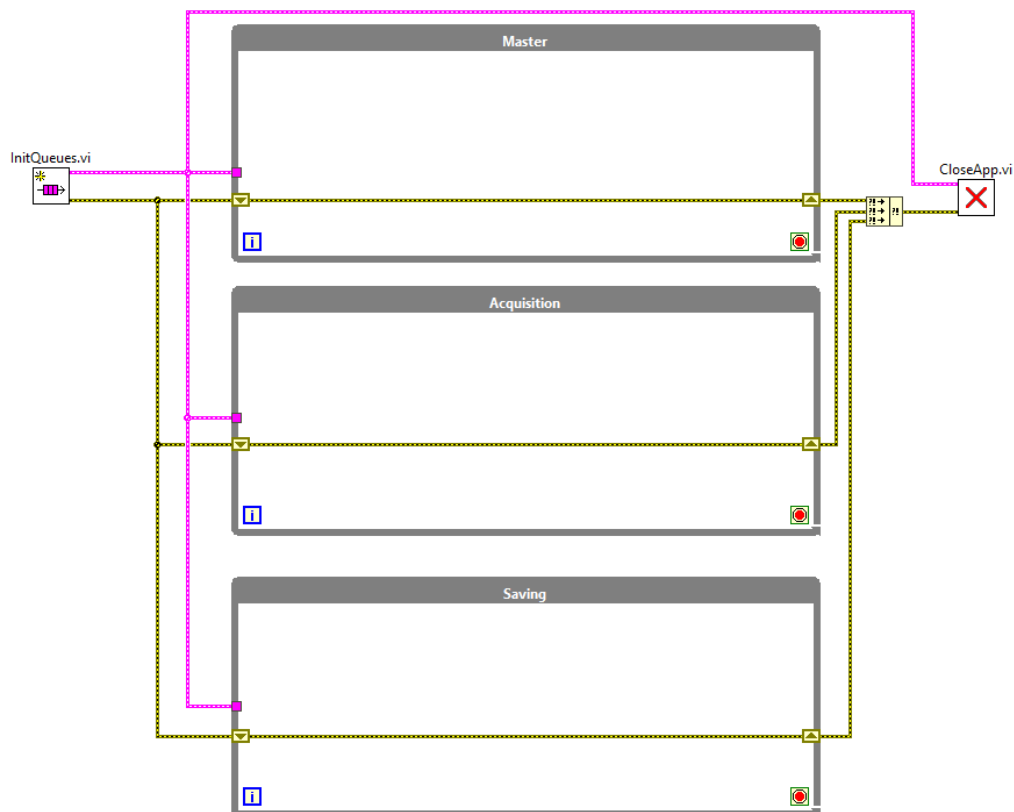 Master
InitQueues.vi
CloseApp.vi
?!
?!
?!
?!
i
Acquisition
i
Saving
i